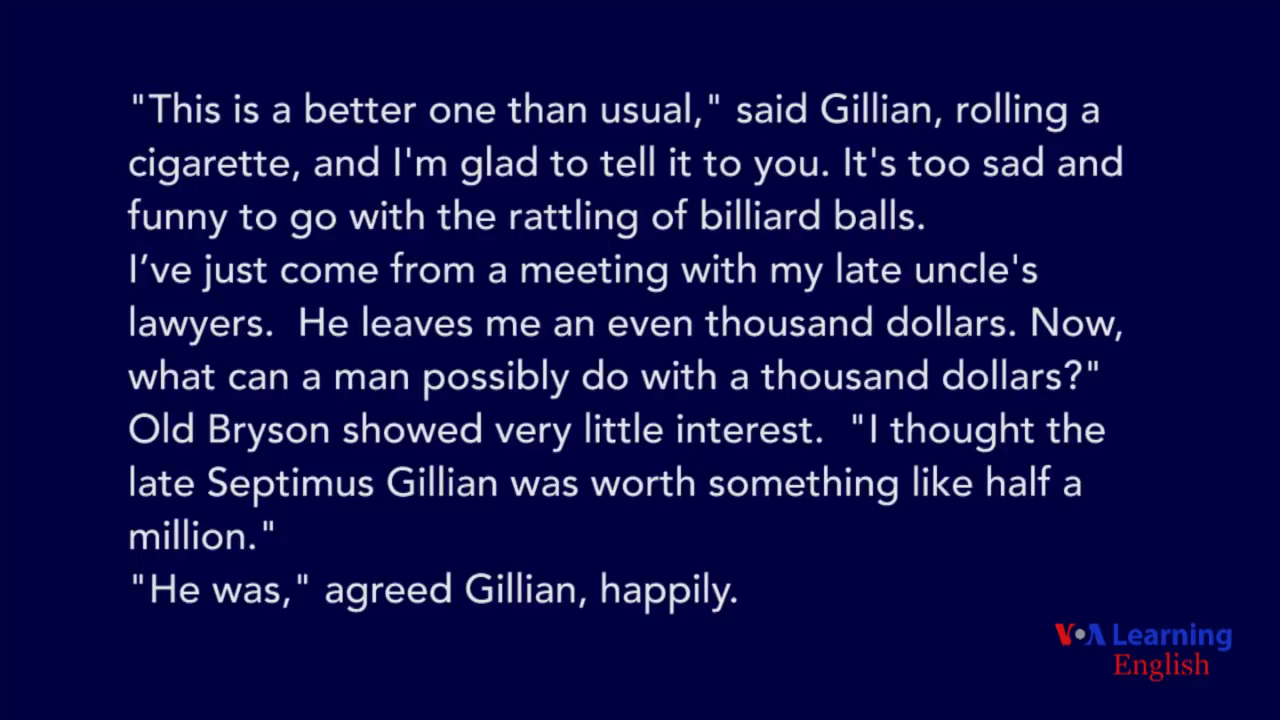 "This is a better one than usual," said Gillian, rolling a
cigarette, and I'm glad to tell it to you. It's too sad and
funny to go with the rattling of billiard balls.
I’ve just come from a meeting with my late uncle's
lawyers.  He leaves me an even thousand dollars. Now,
what can a man possibly do with a thousand dollars?"
Old Bryson showed very little interest.  "I thought the
late Septimus Gillian was worth something like half a
million."
"He was," agreed Gillian, happily.
VOA Learning
English